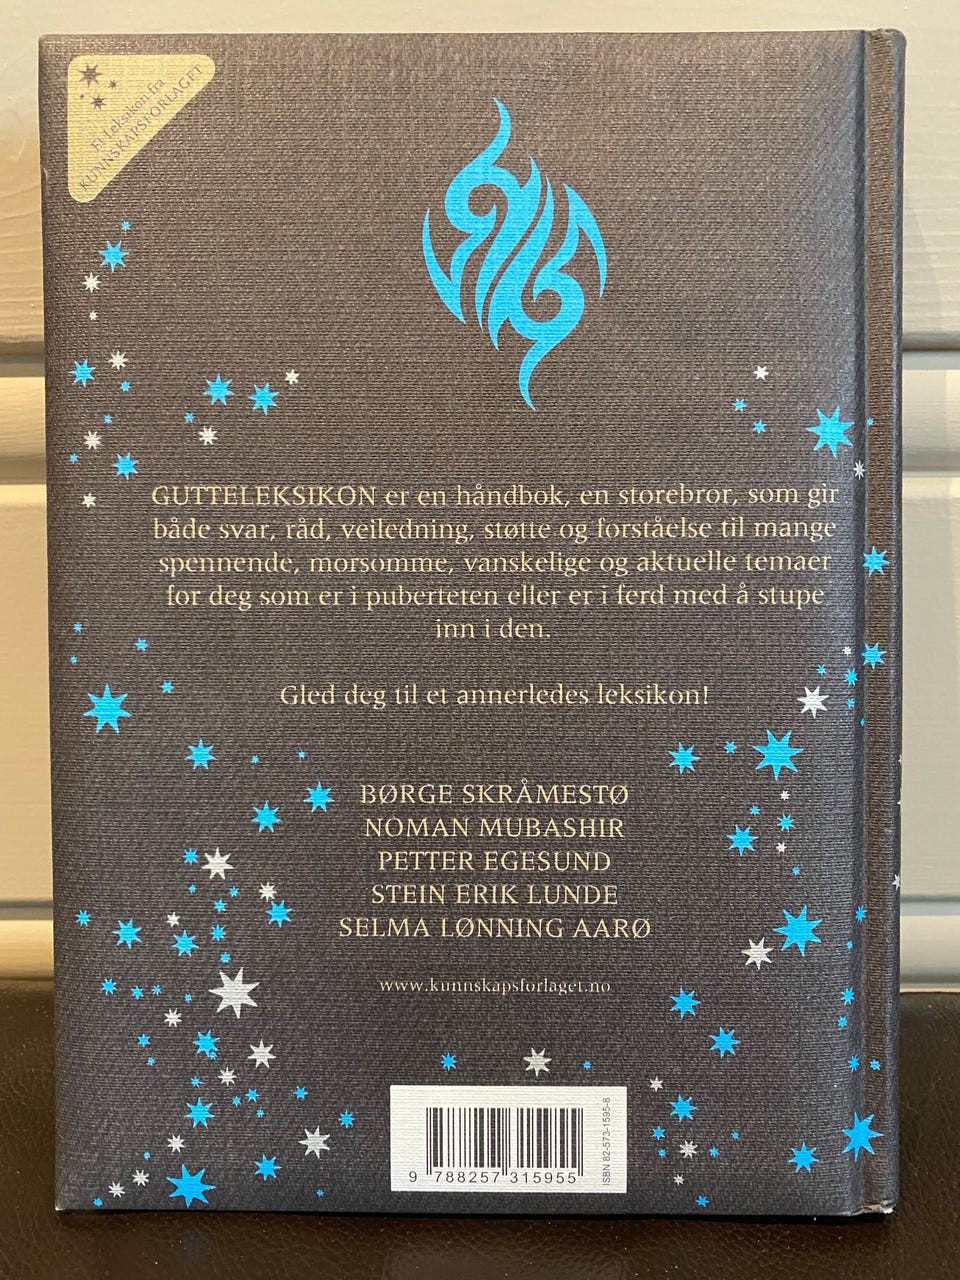 Et leksikon fra
KUNNSKAPSFORLAGET
GUTTELEKSIKON er en håndbok, en storebror, som gir
både svar, råd, veiledning, støtte og forståelse til mange
spennende, morsomme, vanskelige og aktuelle temaer
for deg som er i puberteten eller er i ferd med å stupe
inn i den.
Gled deg til et annerledes leksikon!
BØRGE SKRÅMESTØ
NOMAN MUBASHIR
PETTER EGESUND
STEIN ERIK LUNDE
SELMA LØNNING AARØ
www.kunnskapsforlaget.no
ISBN 82-573-1595-8
9 788257 315955